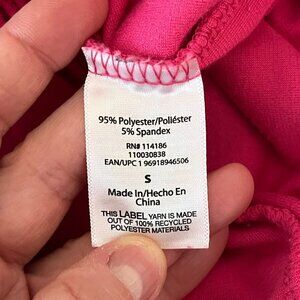 95% Polyester/Poliéster
5% Spandex
RN# 114186
110030838
EAN/UPC 1 96918946506
S
Made In/Hecho En
China
THIS LABEL YARN IS MADE
OUT OF 100% RECYCLED
POLYESTER MATERIALS